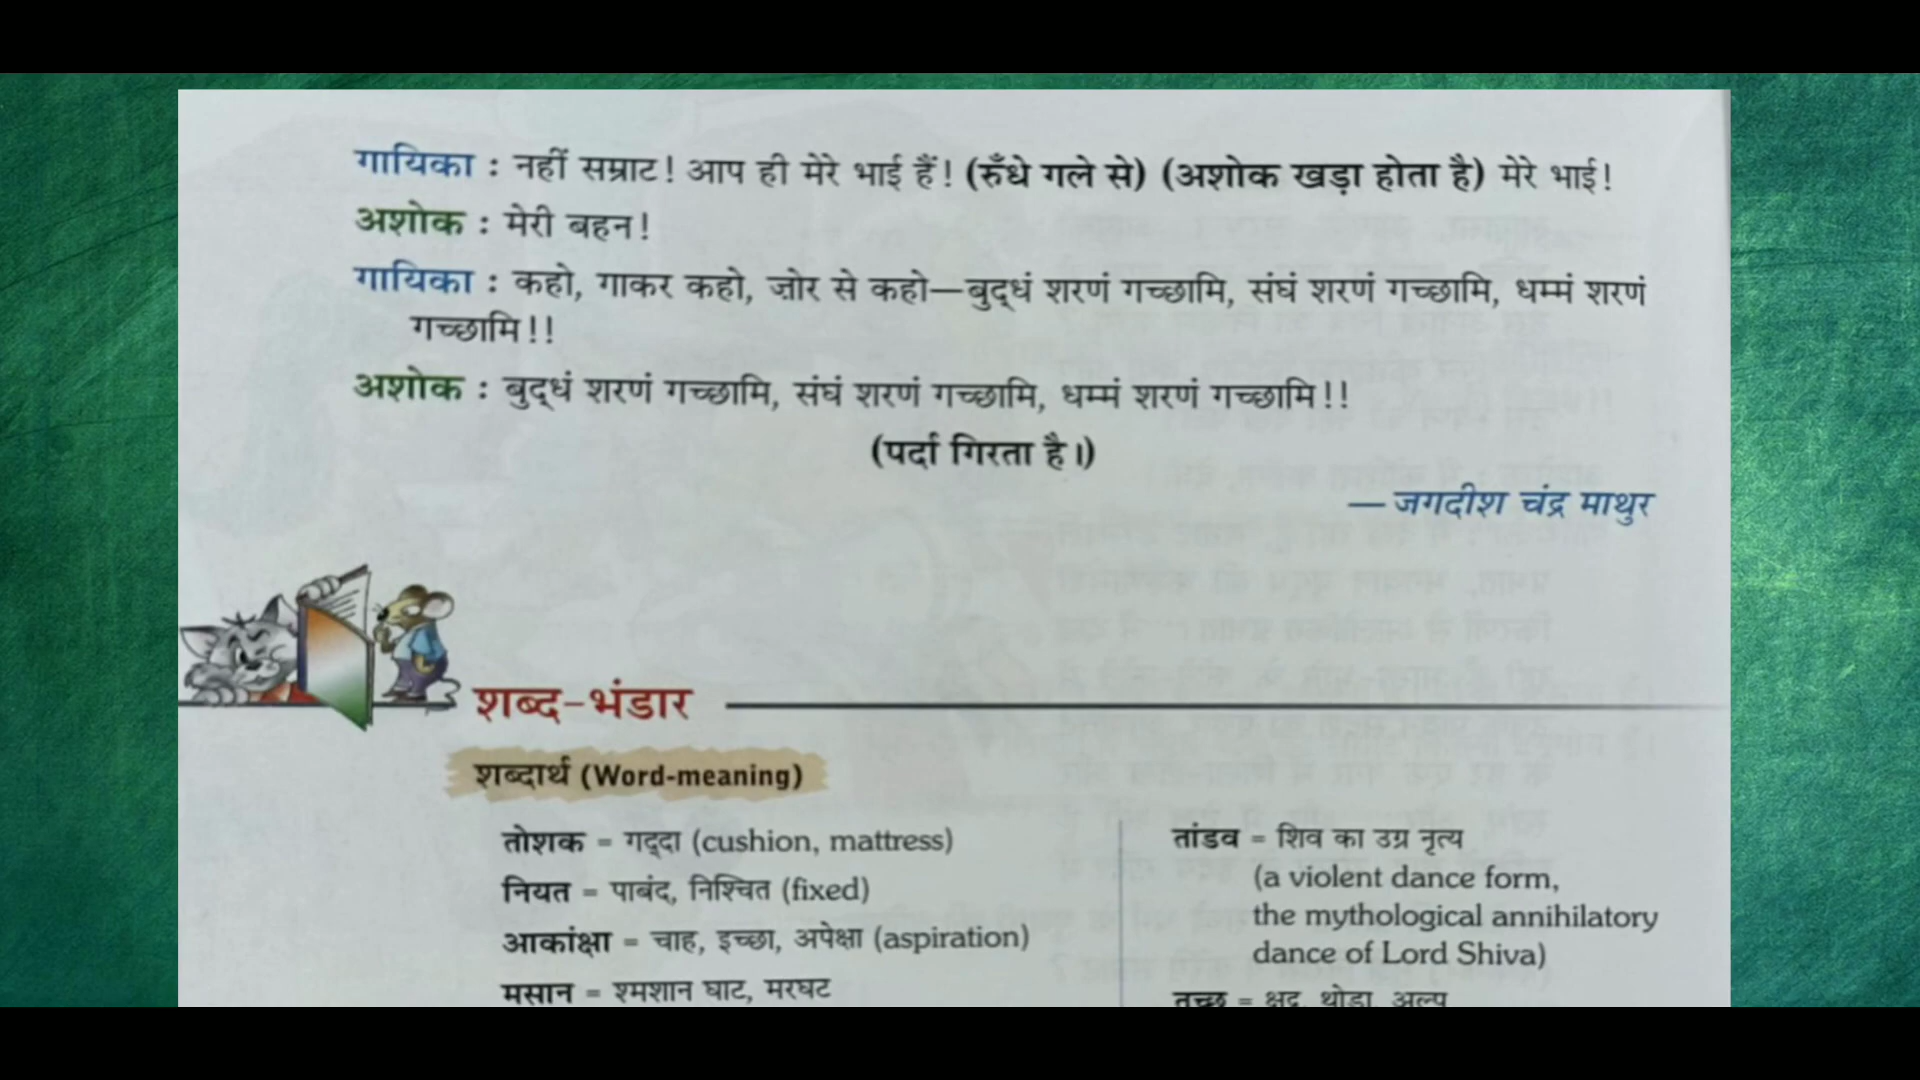 गायिका : नहीं सम्राट! आप ही मेरे भाई हैं! (रुँधे गले से) (अशोक खड़ा होता है) मेरे भाई!
अशोक : मेरी बहन!
गायिका : कहो, गाकर कहो, ज़ोर से कहो—बुद्धं शरणं गच्छामि, संघं शरणं गच्छामि, धम्मं शरणं
गच्छामि!!
अशोक : बुद्धं शरणं गच्छामि, संघं शरणं गच्छामि, धम्मं शरणं गच्छामि!!
(पर्दा गिरता है।)
— जगदीश चंद्र माथुर
शब्द-भंडार
शब्दार्थ (Word-meaning)
तोशक = गद्दा (cushion, mattress)
नियत = पाबंद, निश्चित (fixed)
आकांक्षा = चाह, इच्छा, अपेक्षा (aspiration)
मसान = श्मशान घाट, मरघट
तांडव = शिव का उग्र नृत्य
(a violent dance form,
the mythological annihilatory
dance of Lord Shiva)
तुच्छ = क्षुद्र, थोड़ा, अल्प